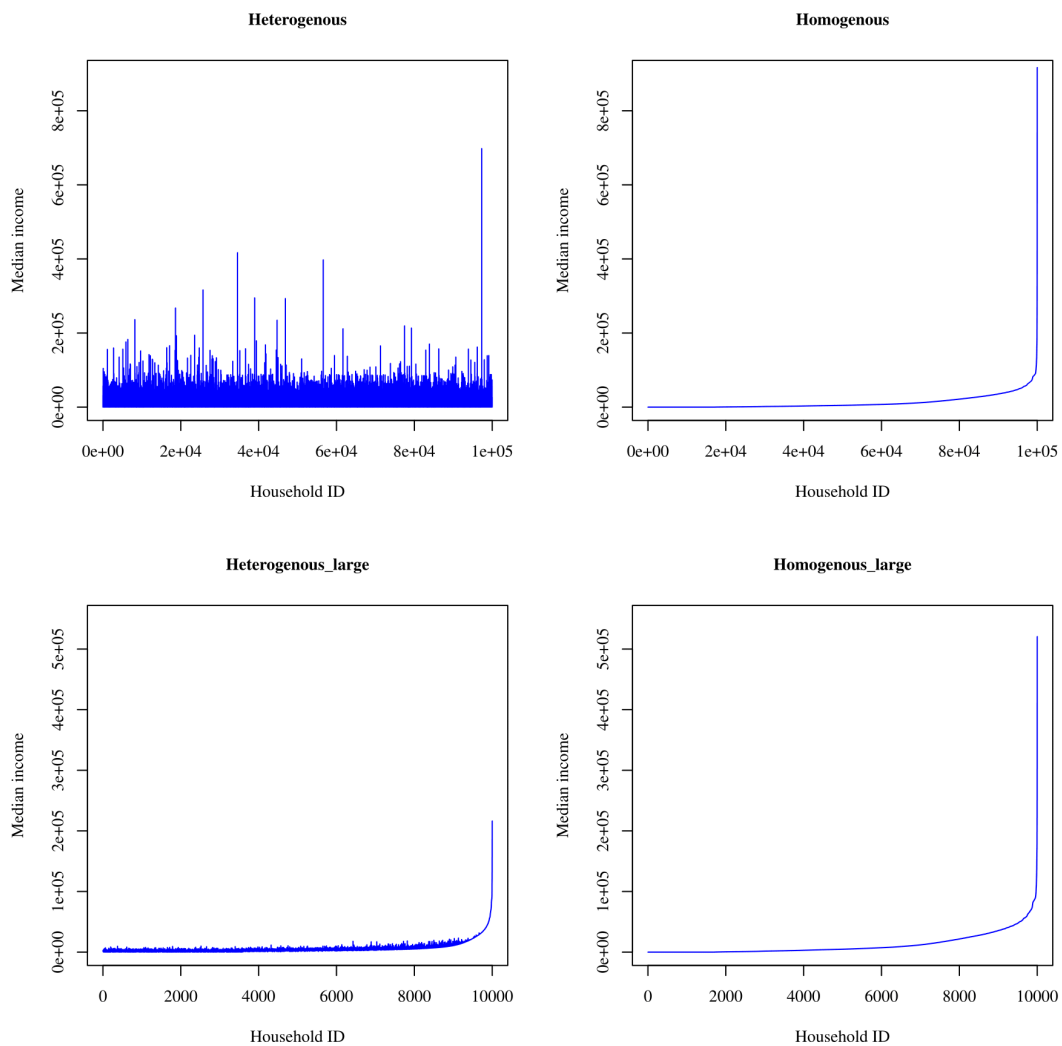 Heterogenous
Median income
0e+00 2e+05 4e+05 6e+05 8e+05
0e+00 2e+04 4e+04 6e+04 8e+04 1e+05
Household ID
Homogenous
Median income
0e+00 2e+05 4e+05 6e+05 8e+05
0e+00 2e+04 4e+04 6e+04 8e+04 1e+05
Household ID
Heterogenous_large
Median income
0e+00 1e+05 2e+05 3e+05 4e+05 5e+05
0 2000 4000 6000 8000 10000
Household ID
Homogenous_large
Median income
0e+00 1e+05 2e+05 3e+05 4e+05 5e+05
0 2000 4000 6000 8000 10000
Household ID